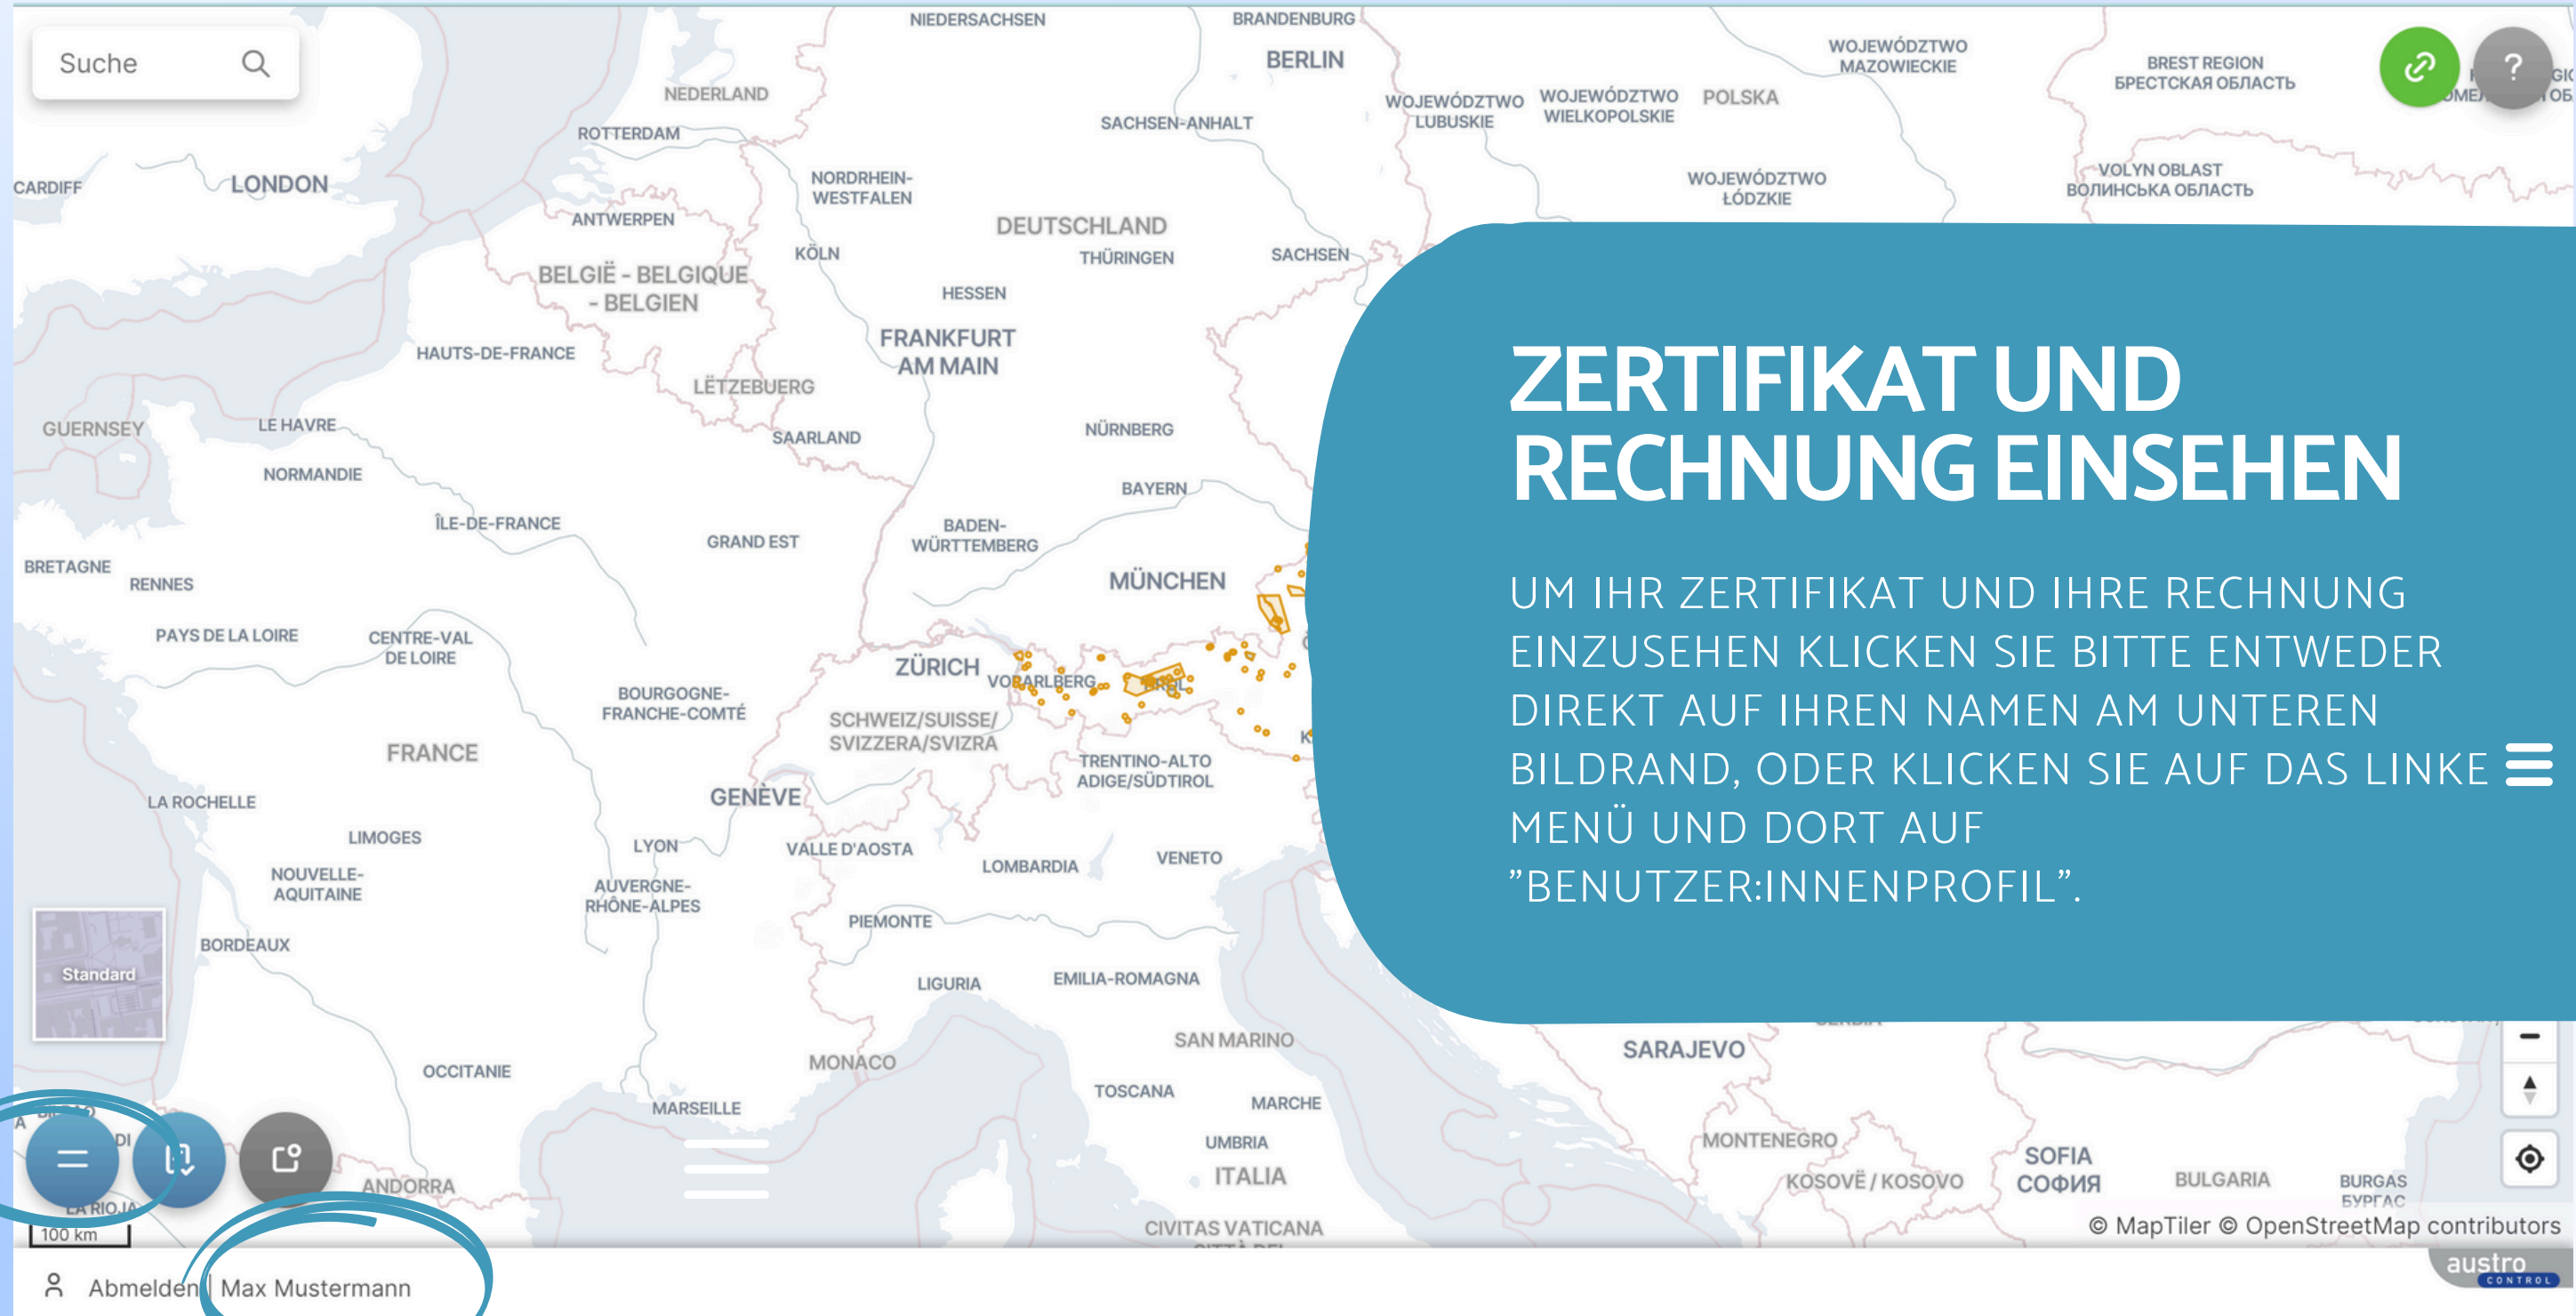 Suche
NIEDERSACHSEN
BRANDENBURG
BERLIN
WOJEWÓDZTWO
MAZOWIECKIE
BREST REGION
БРЕСТСКАЯ ОБЛАСТЬ
?
NEDERLAND
ROTTERDAM
SACHSEN-ANHALT
WOJEWÓDZTWO
LUBUSKIE
WOJEWÓDZTWO
WIELKOPOLSKIE
POLSKA
CARDIFF
LONDON
NORDRHEIN-
WESTFALEN
WOJEWÓDZTWO
ŁÓDZKIE
VOLYN OBLAST
ВОЛИНСЬКА ОБЛАСТЬ
ANTWERPEN
DEUTSCHLAND
KÖLN
THÜRINGEN
SACHSEN
BELGIË - BELGIQUE
- BELGIEN
HESSEN
FRANKFURT
AM MAIN
HAUTS-DE-FRANCE
LËTZEBUERG
GUERNSEY
LE HAVRE
SAARLAND
NÜRNBERG
NORMANDIE
BAYERN
ÎLE-DE-FRANCE
GRAND EST
BADEN-
WÜRTTEMBERG
BRETAGNE
RENNES
MÜNCHEN
PAYS DE LA LOIRE
CENTRE-VAL
DE LOIRE
ZÜRICH
VORARLBERG
BOURGOGNE-
FRANCHE-COMTÉ
SCHWEIZ/SUISSE/
SVIZZERA/SVIZRA
FRANCE
TRENTINO-ALTO
ADIGE/SÜDTIROL
LA ROCHELLE
GENÈVE
LIMOGES
LYON
VALLE D'AOSTA
LOMBARDIA
VENETO
NOUVELLE-
AQUITAINE
AUVERGNE-
RHÔNE-ALPES
PIEMONTE
BORDEAUX
Standard
LIGURIA
EMILIA-ROMAGNA
ZERTIFIKAT UND
RECHNUNG EINSEHEN
UM IHR ZERTIFIKAT UND IHRE RECHNUNG
EINZUSEHEN KLICKEN SIE BITTE ENTWEDER
DIREKT AUF IHREN NAMEN AM UNTEREN
BILDRAND, ODER KLICKEN SIE AUF DAS LINKE
MENÜ UND DORT AUF
”BENUTZER:INNENPROFIL”.
SAN MARINO
SARAJEVO
MONACO
OCCITANIE
TOSCANA
MARCHE
MARSEILLE
UMBRIA
ITALIA
MONTENEGRO
KOSOVË / KOSOVO
SOFIA
СОФИЯ
BULGARIA
BURGAS
БУРГАС
ANDORRA
LA RIOJA
100 km
CIVITAS VATICANA
© MapTiler © OpenStreetMap contributors
Abmelden | Max Mustermann
austro
CONTROL